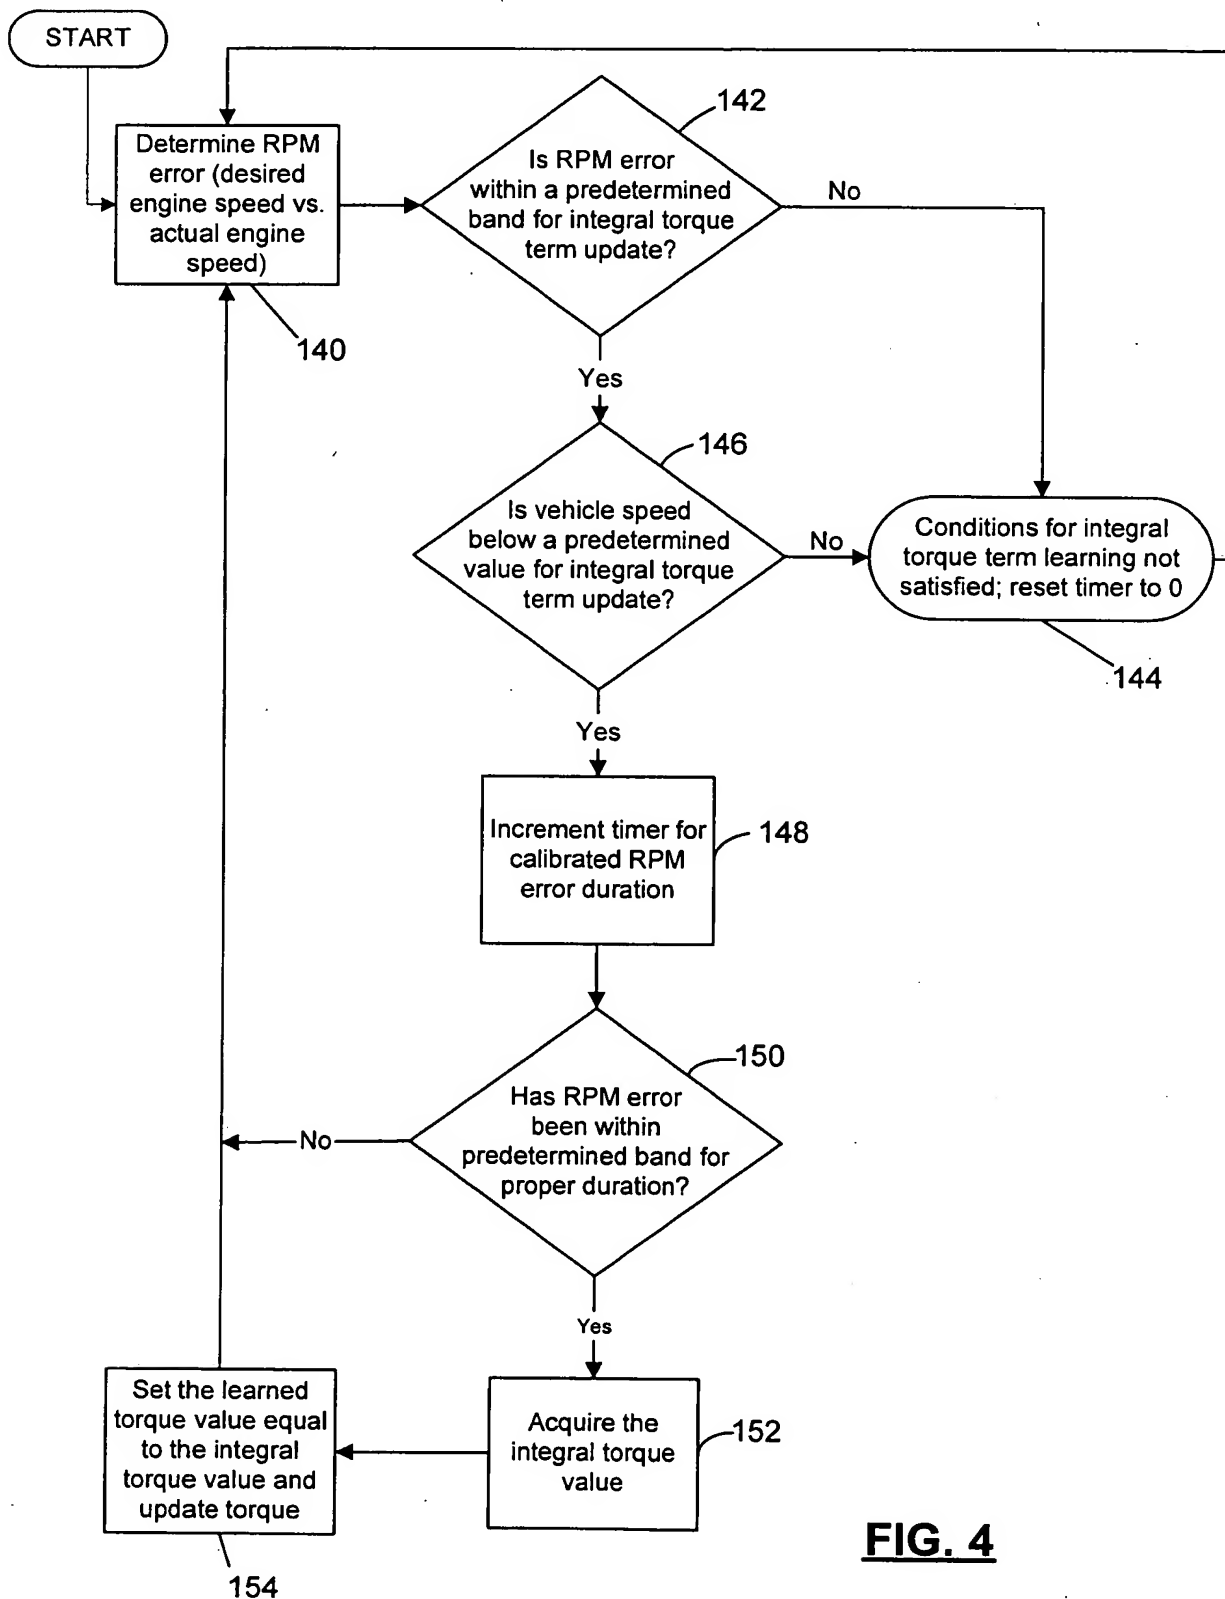 START
142
Determine RPM
error (desired
engine speed vs.
actual engine
speed)
Is RPM error
within a predetermined
band for integral torque
term update?
No
140
Yes
146
Is vehicle speed
below a predetermined
value for integral torque
term update?
No
Conditions for integral
torque term learning not
satisfied; reset timer to 0
144
Yes
Increment timer for
calibrated RPM
error duration
148
150
Has RPM error
been within
predetermined band for
proper duration?
No
Yes
Set the learned
torque value equal
to the integral
torque value and
update torque
Acquire the
integral torque
value
152
154
FIG. 4